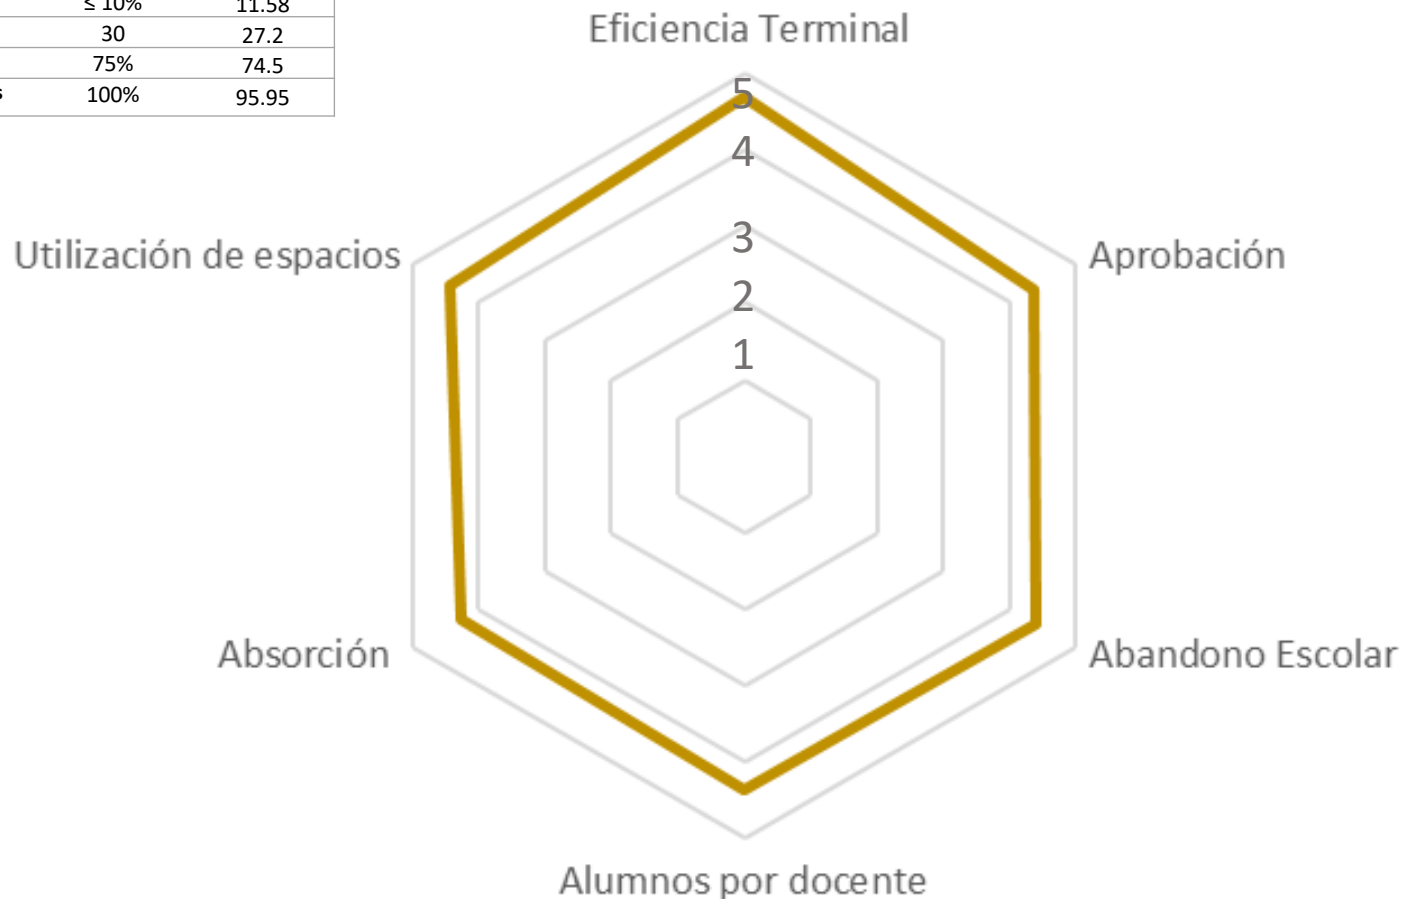 ≤ 10% 11.58
30 27.2
75% 74.5
s 100% 95.95
Eficiencia Terminal
5
4
3
2
1
Utilización de espacios
Aprobación
Absorción
Abandono Escolar
Alumnos por docente